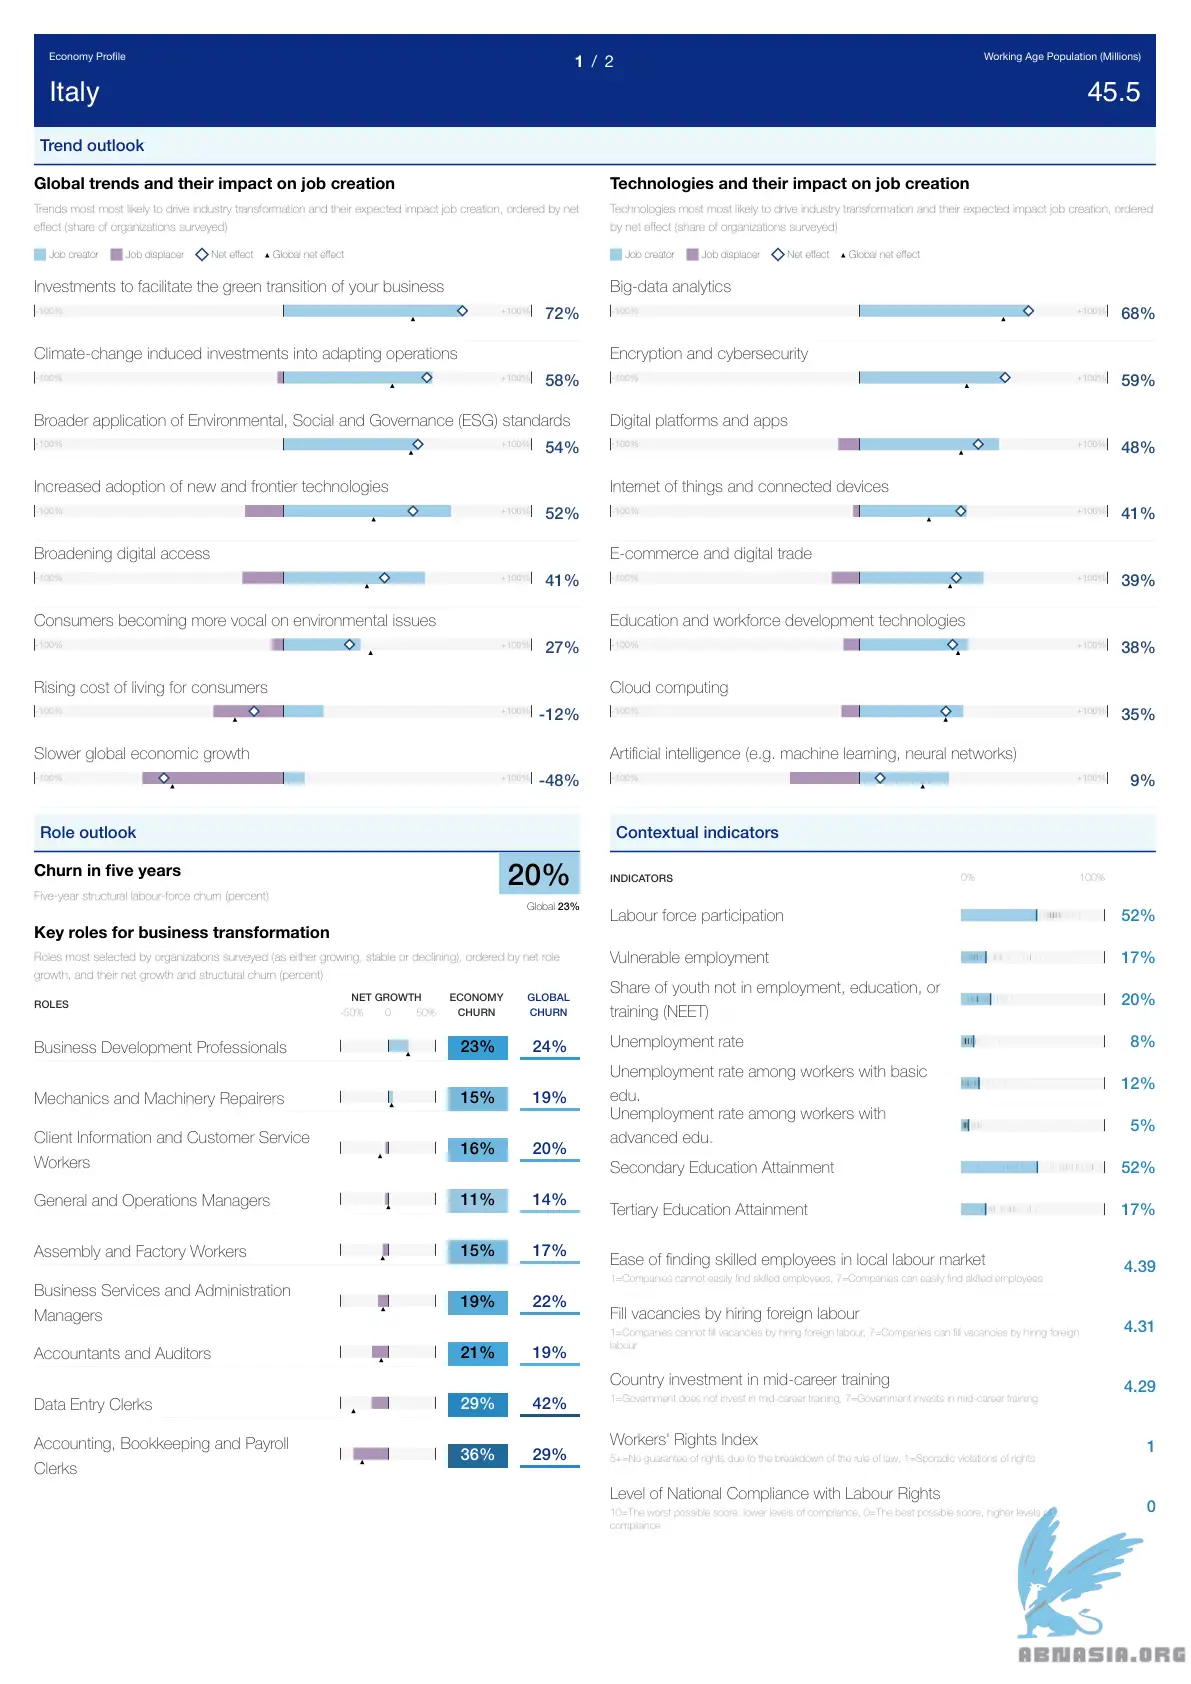 Economy Profile
1 / 2
Working Age Population (Millions)
Italy
45.5
Trend outlook
Global trends and their impact on job creation
Trends most most likely to drive industry transformation and their expected impact job creation, ordered by net
effect (share of organizations surveyed)
Job creator Job displacer Net effect Global net effect
Investments to facilitate the green transition of your business
-100% +100% 72%
Climate-change induced investments into adapting operations
-100% +100% 58%
Broader application of Environmental, Social and Governance (ESG) standards
-100% +100% 54%
Increased adoption of new and frontier technologies
-100% +100% 52%
Broadening digital access
-100% +100% 41%
Consumers becoming more vocal on environmental issues
-100% +100% 27%
Rising cost of living for consumers
-100% +100% -12%
Slower global economic growth
-100% +100% -48%
Technologies and their impact on job creation
Technologies most most likely to drive industry transformation and their expected impact job creation, ordered
by net effect (share of organizations surveyed)
Job creator Job displacer Net effect Global net effect
Big-data analytics
-100% +100% 68%
Encryption and cybersecurity
-100% +100% 59%
Digital platforms and apps
-100% +100% 48%
Internet of things and connected devices
-100% +100% 41%
E-commerce and digital trade
-100% +100% 39%
Education and workforce development technologies
-100% +100% 38%
Cloud computing
-100% +100% 35%
Artificial intelligence (e.g. machine learning, neural networks)
-100% +100% 9%
Role outlook
Churn in five years
20%
Five-year structural labour-force churn (percent)
Global 23%
Key roles for business transformation
Roles most selected by organizations surveyed (as either growing, stable or declining), ordered by net role
growth, and their net growth and structural churn (percent)
ROLES NET GROWTH ECONOMY CHURN GLOBAL CHURN
-50% 0 50%
Business Development Professionals 23% 24%
Mechanics and Machinery Repairers 15% 19%
Client Information and Customer Service
Workers 16% 20%
General and Operations Managers 11% 14%
Assembly and Factory Workers 15% 17%
Business Services and Administration
Managers 19% 22%
Accountants and Auditors 21% 19%
Data Entry Clerks 29% 42%
Accounting, Bookkeeping and Payroll
Clerks 36% 29%
Contextual indicators
INDICATORS 0% 100%
Labour force participation 52%
Vulnerable employment 17%
Share of youth not in employment, education, or
training (NEET) 20%
Unemployment rate 8%
Unemployment rate among workers with basic
edu. 12%
Unemployment rate among workers with
advanced edu. 5%
Secondary Education Attainment 52%
Tertiary Education Attainment 17%
Ease of finding skilled employees in local labour market 4.39
1=Companies cannot easily find skilled employees, 7=Companies can easily find skilled employees
Fill vacancies by hiring foreign labour 4.31
1=Companies cannot fill vacancies by hiring foreign labour, 7=Companies can fill vacancies by hiring foreign
labour
Country investment in mid-career training 4.29
1=Government does not invest in mid-career training, 7=Government invests in mid-career training
Workers' Rights Index 1
5+=No guarantee of rights due to the breakdown of the rule of law, 1=Sporadic violations of rights
Level of National Compliance with Labour Rights 0
10=The worst possible score, lower levels of compliance, 0=The best possible score, higher levels of
compliance
ABNASIA.ORG